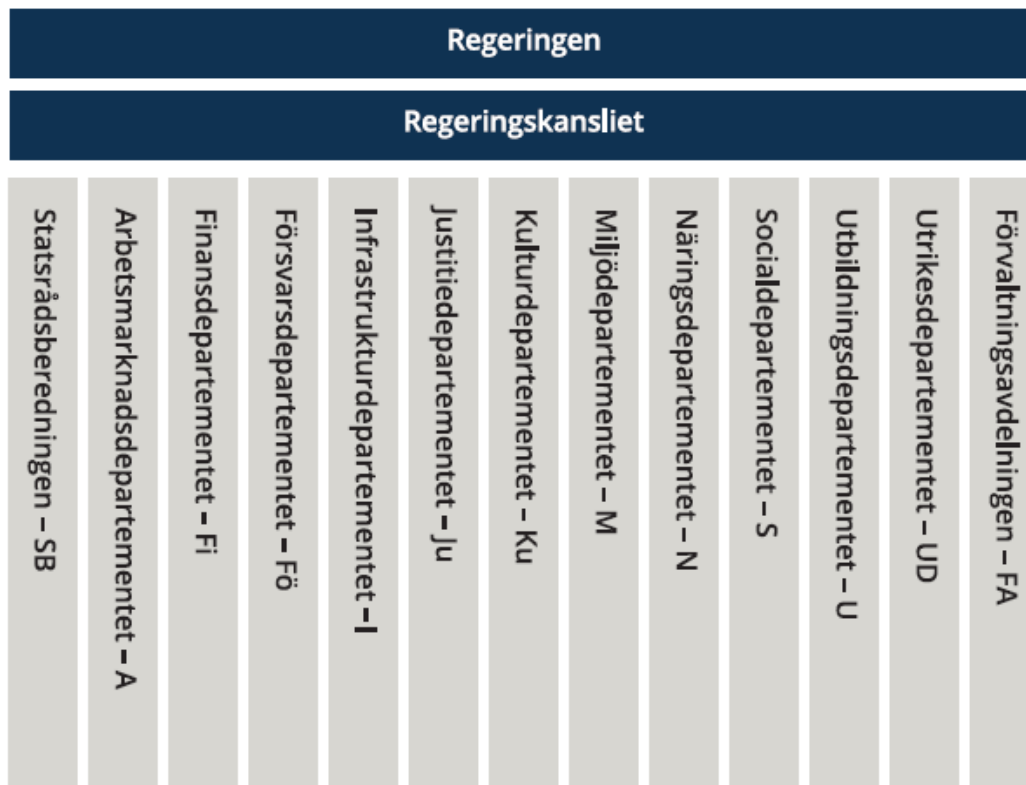 Regeringen
Regeringskansliet
Statsrådsberedningen – SB
Arbetsmarknadsdepartementet – A
Finansdepartementet – Fi
Försvarsdepartementet – Fö
Infrastrukturdepartementet – I
Justitiedepartementet – Ju
Kulturdepartementet – Ku
Miljödepartementet – M
Näringsdepartementet – N
Socialdepartementet – S
Utbildningsdepartementet – U
Utrikesdepartementet – UD
Förvaltningsavdelningen – FA